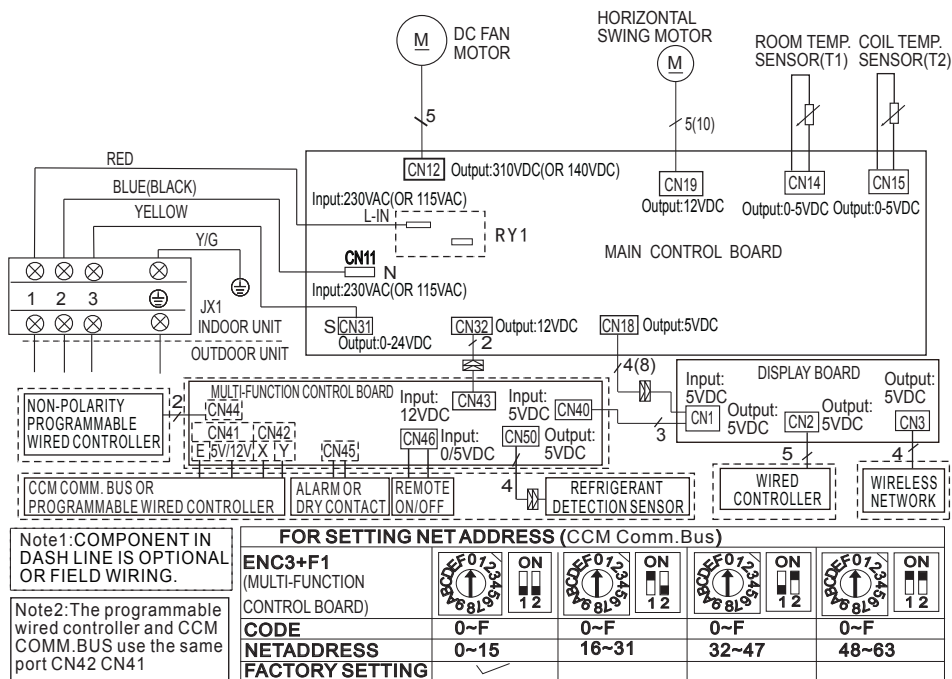 M
DC FAN
MOTOR
HORIZONTAL
SWING MOTOR
M
ROOM TEMP.
SENSOR(T1)
COIL TEMP.
SENSOR(T2)
5
5(10)
RED
BLUE(BLACK)
YELLOW
Y/G
CN12
Output:310VDC(OR 140VDC)
CN19
Output:12VDC
CN14
Output:0-5VDC
CN15
Output:0-5VDC
Input:230VAC(OR 115VAC)
L-IN
RY1
MAIN CONTROL BOARD
CN11
N
Input:230VAC(OR 115VAC)
1 2 3
JX1
INDOOR UNIT
OUTDOOR UNIT
S
CN31
Output:0-24VDC
CN32
Output:12VDC
2
CN18
Output:5VDC
4(8)
DISPLAY BOARD
Input:
5VDC
CN1
Output:
5VDC
CN2
Output:
5VDC
Output:
5VDC
CN3
3
5
4
WIRED
CONTROLLER
WIRELESS
NETWORK
MULTI-FUNCTION CONTROL BOARD
CN44
CN41
CN42
E 5V/12V X Y
CN45
Input:
12VDC
CN43
CN46
Input:
0/5VDC
Input:
5VDC
CN40
CN50
Output:
5VDC
4
NON-POLARITY
PROGRAMMABLE
WIRED CONTROLLER
2
CCM COMM. BUS OR
PROGRAMMABLE WIRED CONTROLLER
ALARM OR
DRY CONTACT
REMOTE
ON/OFF
REFRIGERANT
DETECTION SENSOR
Note1:COMPONENT IN
DASH LINE IS OPTIONAL
OR FIELD WIRING.
Note2:The programmable
wired controller and CCM
COMM.BUS use the same
port CN42 CN41
FOR SETTING NETADDRESS (CCM Comm.Bus)
ENC3+F1
(MULTI-FUNCTION
CONTROL BOARD)
0123456789ABCDEF
ON
1 2
0123456789ABCDEF
ON
1 2
0123456789ABCDEF
ON
1 2
0123456789ABCDEF
ON
1 2
CODE 0~F 0~F 0~F 0~F
NETADDRESS 0~15 16~31 32~47 48~63
FACTORY SETTING